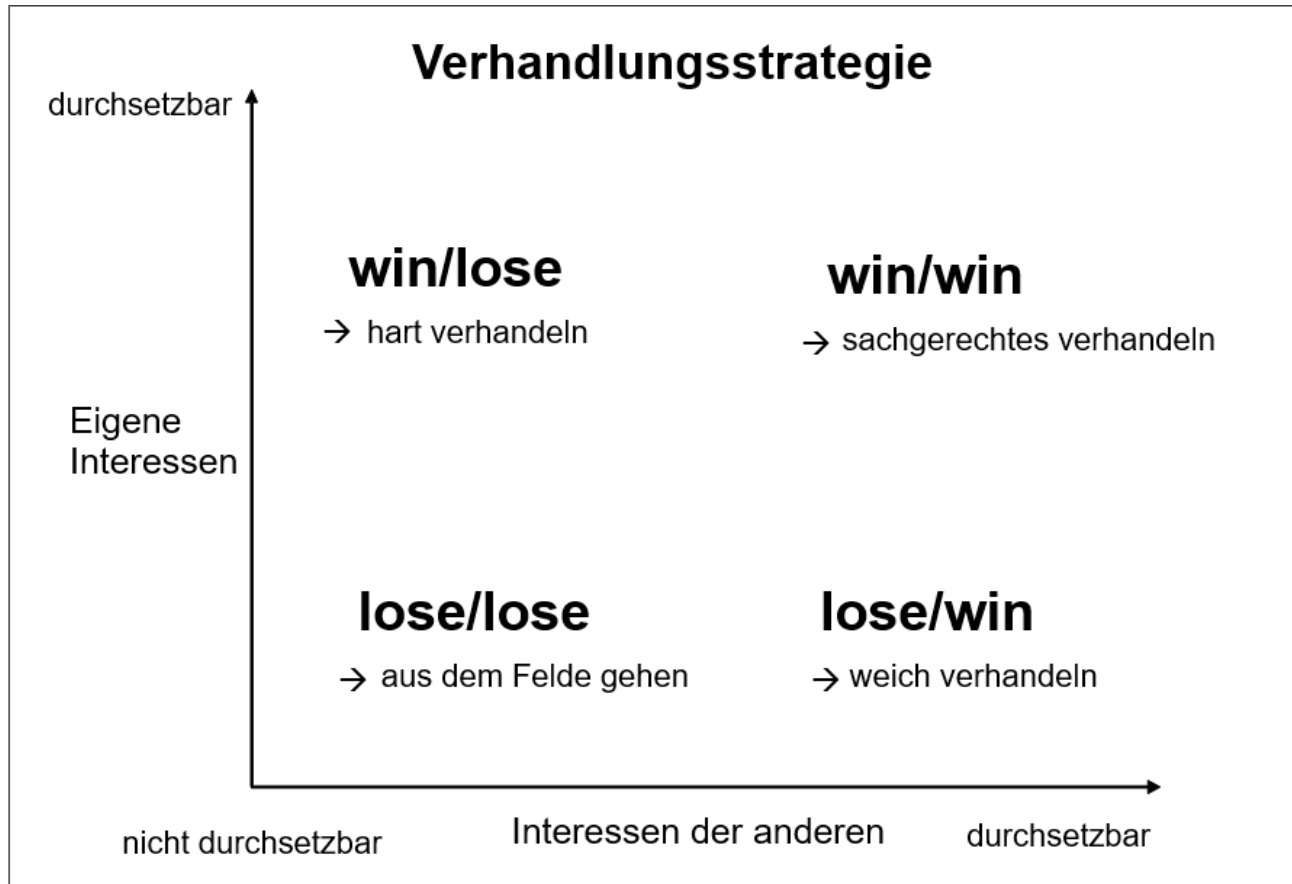 Verhandlungsstrategie
durchsetzbar
win/lose
→ hart verhandeln
win/win
→ sachgerechtes verhandeln
Eigene
Interessen
lose/lose
→ aus dem Felde gehen
lose/win
→ weich verhandeln
nicht durchsetzbar
Interessen der anderen
durchsetzbar